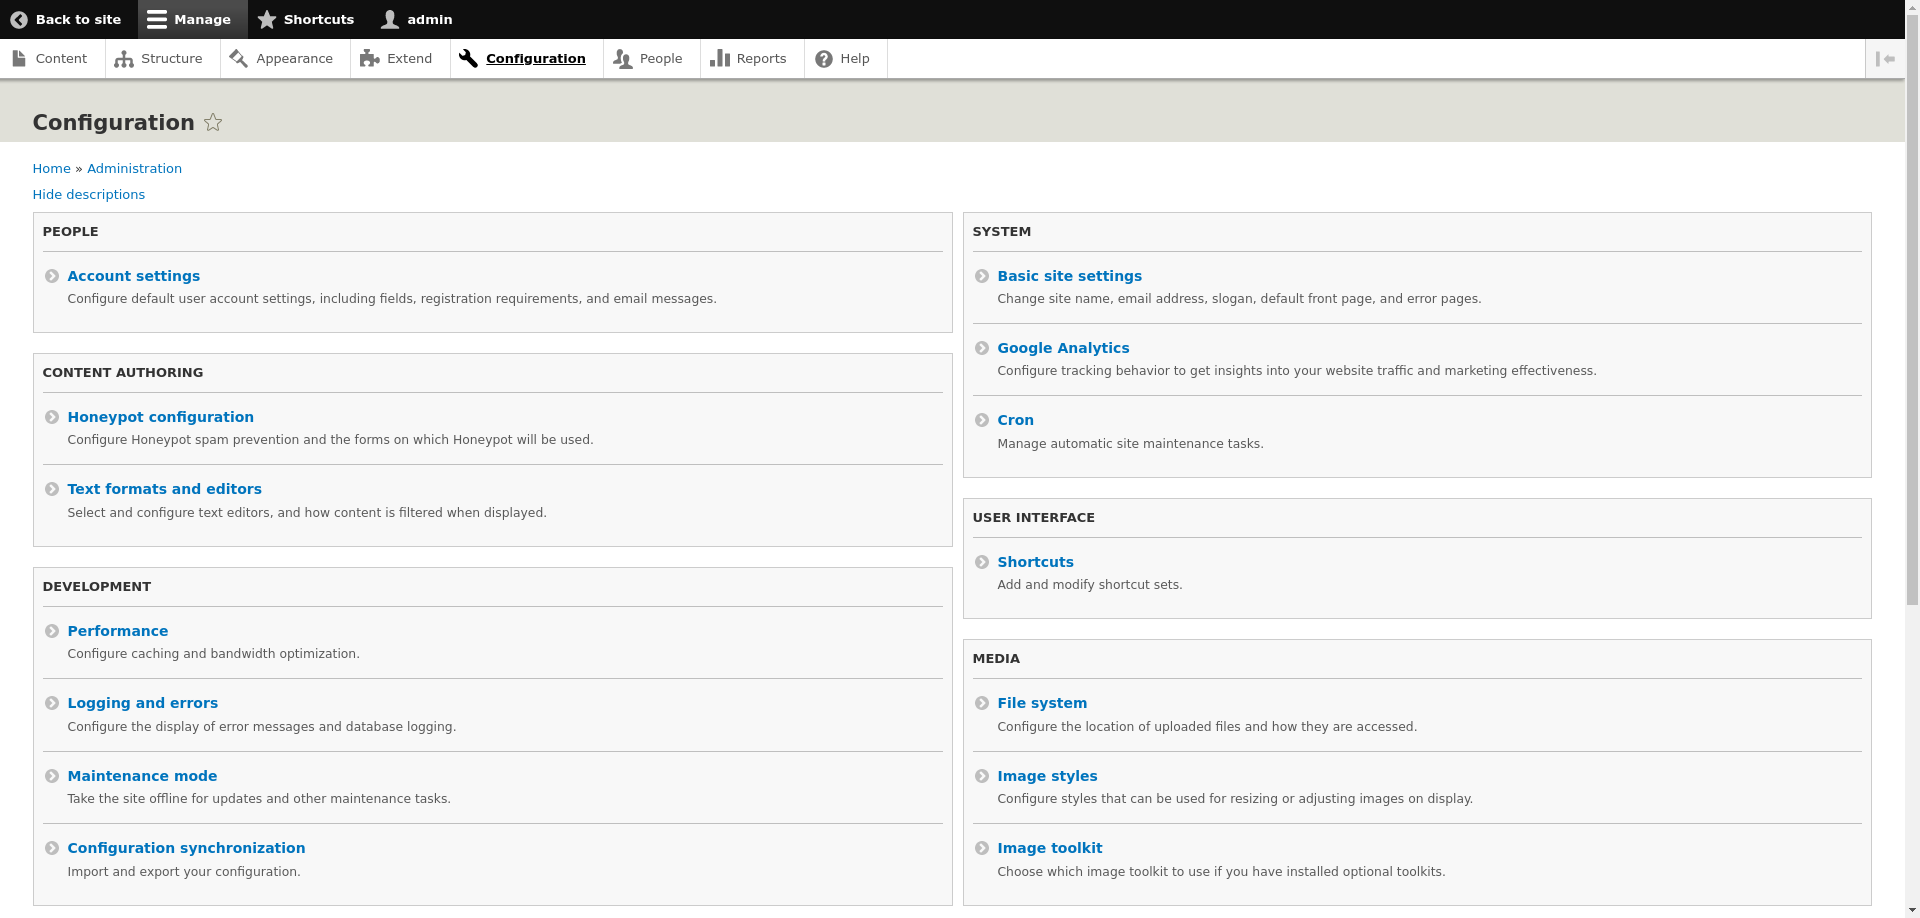 Back to site
Manage
Shortcuts
admin
Content
Structure
Appearance
Extend
Configuration
People
Reports
Help
Configuration
Home » Administration
Hide descriptions
PEOPLE
Account settings
Configure default user account settings, including fields, registration requirements, and email messages.
CONTENT AUTHORING
Honeypot configuration
Configure Honeypot spam prevention and the forms on which Honeypot will be used.
Text formats and editors
Select and configure text editors, and how content is filtered when displayed.
DEVELOPMENT
Performance
Configure caching and bandwidth optimization.
Logging and errors
Configure the display of error messages and database logging.
Maintenance mode
Take the site offline for updates and other maintenance tasks.
Configuration synchronization
Import and export your configuration.
SYSTEM
Basic site settings
Change site name, email address, slogan, default front page, and error pages.
Google Analytics
Configure tracking behavior to get insights into your website traffic and marketing effectiveness.
Cron
Manage automatic site maintenance tasks.
USER INTERFACE
Shortcuts
Add and modify shortcut sets.
MEDIA
File system
Configure the location of uploaded files and how they are accessed.
Image styles
Configure styles that can be used for resizing or adjusting images on display.
Image toolkit
Choose which image toolkit to use if you have installed optional toolkits.